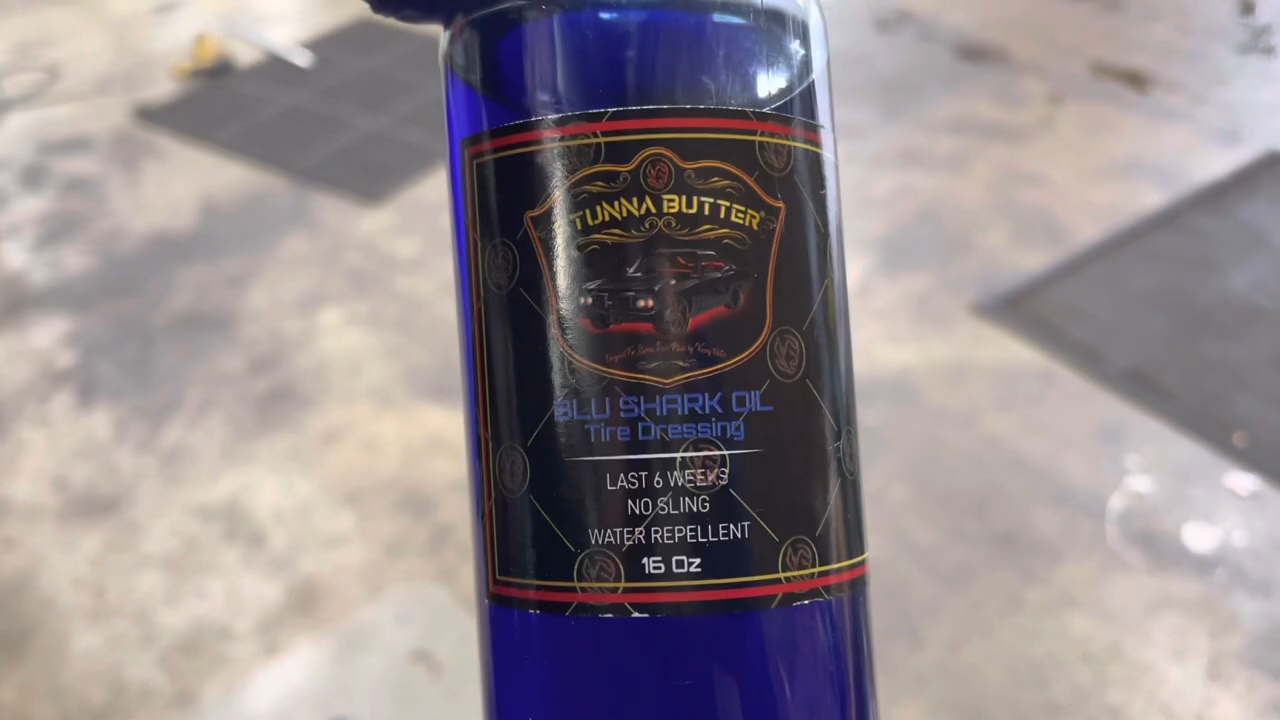 TUNNA BUTTER®
BLU SHARK OIL
Tire Dressing
LAST 6 WEEKS
NO SLING
WATER REPELLENT
16 Oz